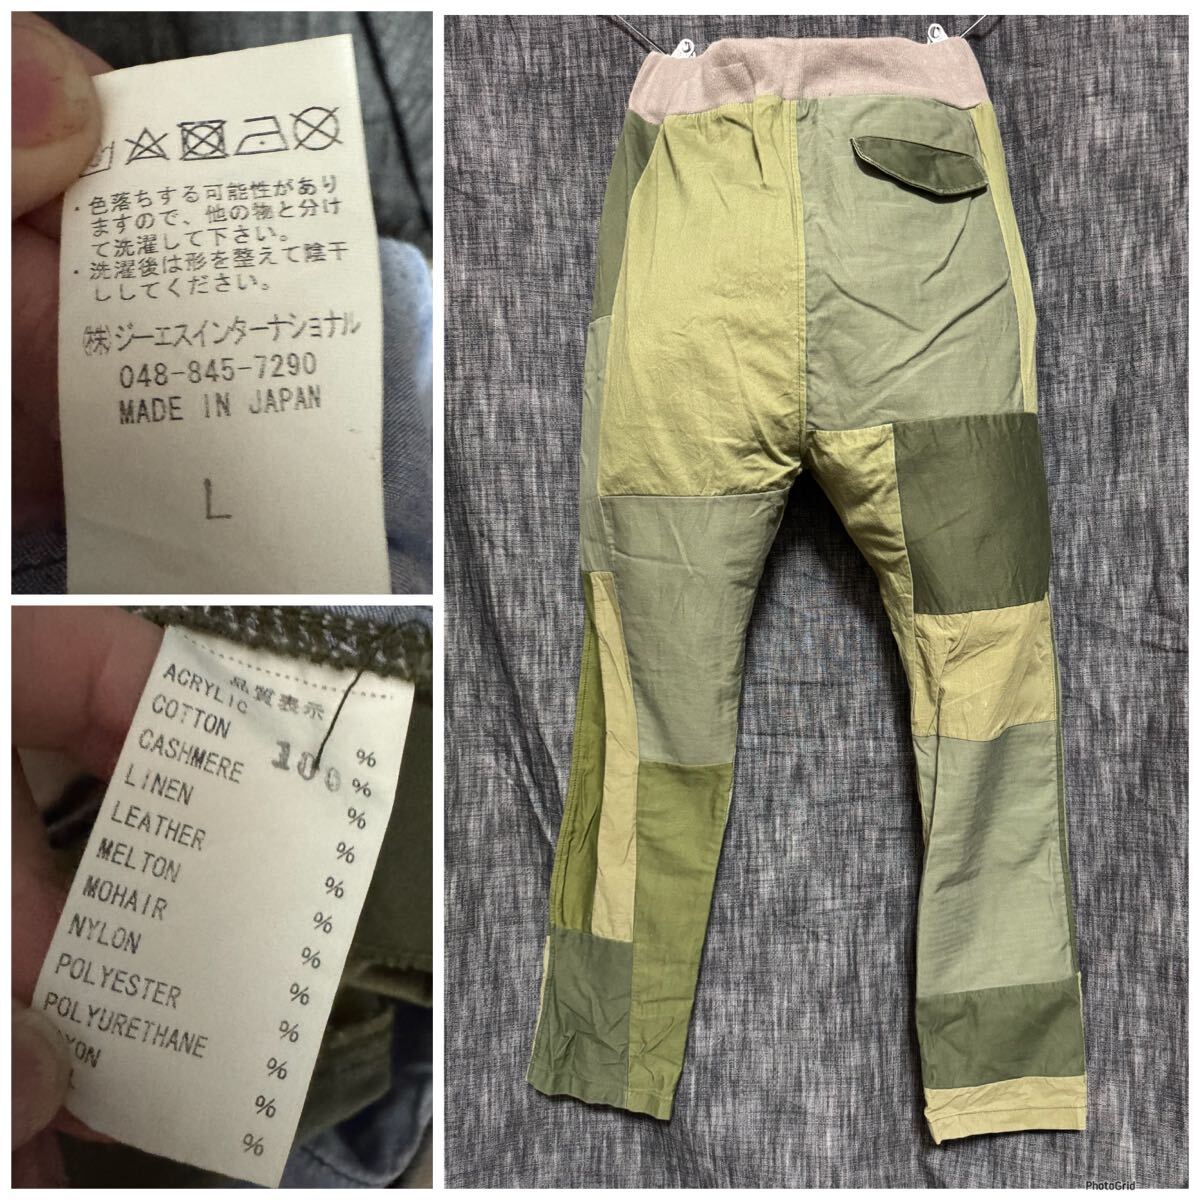 ・色落ちする可能性があり
ますので、他の物と分け
て洗濯して下さい。
・洗濯後は形を整えて陰干
ししてください。
㈱ジーエスインターナショナル
048-845-7290
MADE IN JAPAN
L
品質表示
ACRYLIC %
COTTON 100 %
CASHMERE %
LINEN %
LEATHER %
MELTON %
MOHAIR %
NYLON %
POLYESTER %
POLYURETHANE %
%
%
PhotoGrid